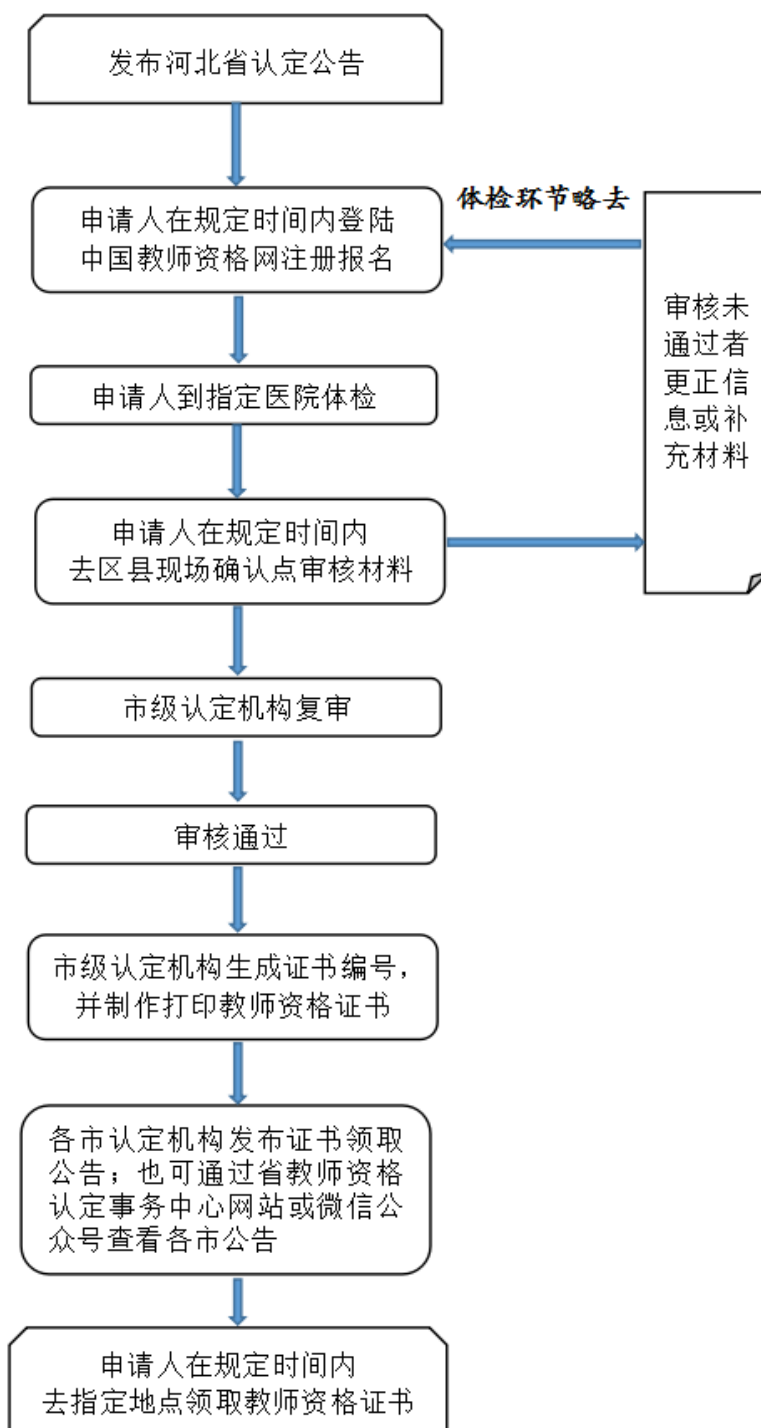 发布河北省认定公告
申请人在规定时间内登陆
中国教师资格网注册报名
体检环节略去
审核未
通过者
更正信
息或补
充材料
申请人到指定医院体检
申请人在规定时间内
去区县现场确认点审核材料
市级认定机构复审
审核通过
市级认定机构生成证书编号，
并制作打印教师资格证书
各市认定机构发布证书领取
公告；也可通过省教师资格
认定事务中心网站或微信公
众号查看各市公告
申请人在规定时间内
去指定地点领取教师资格证书